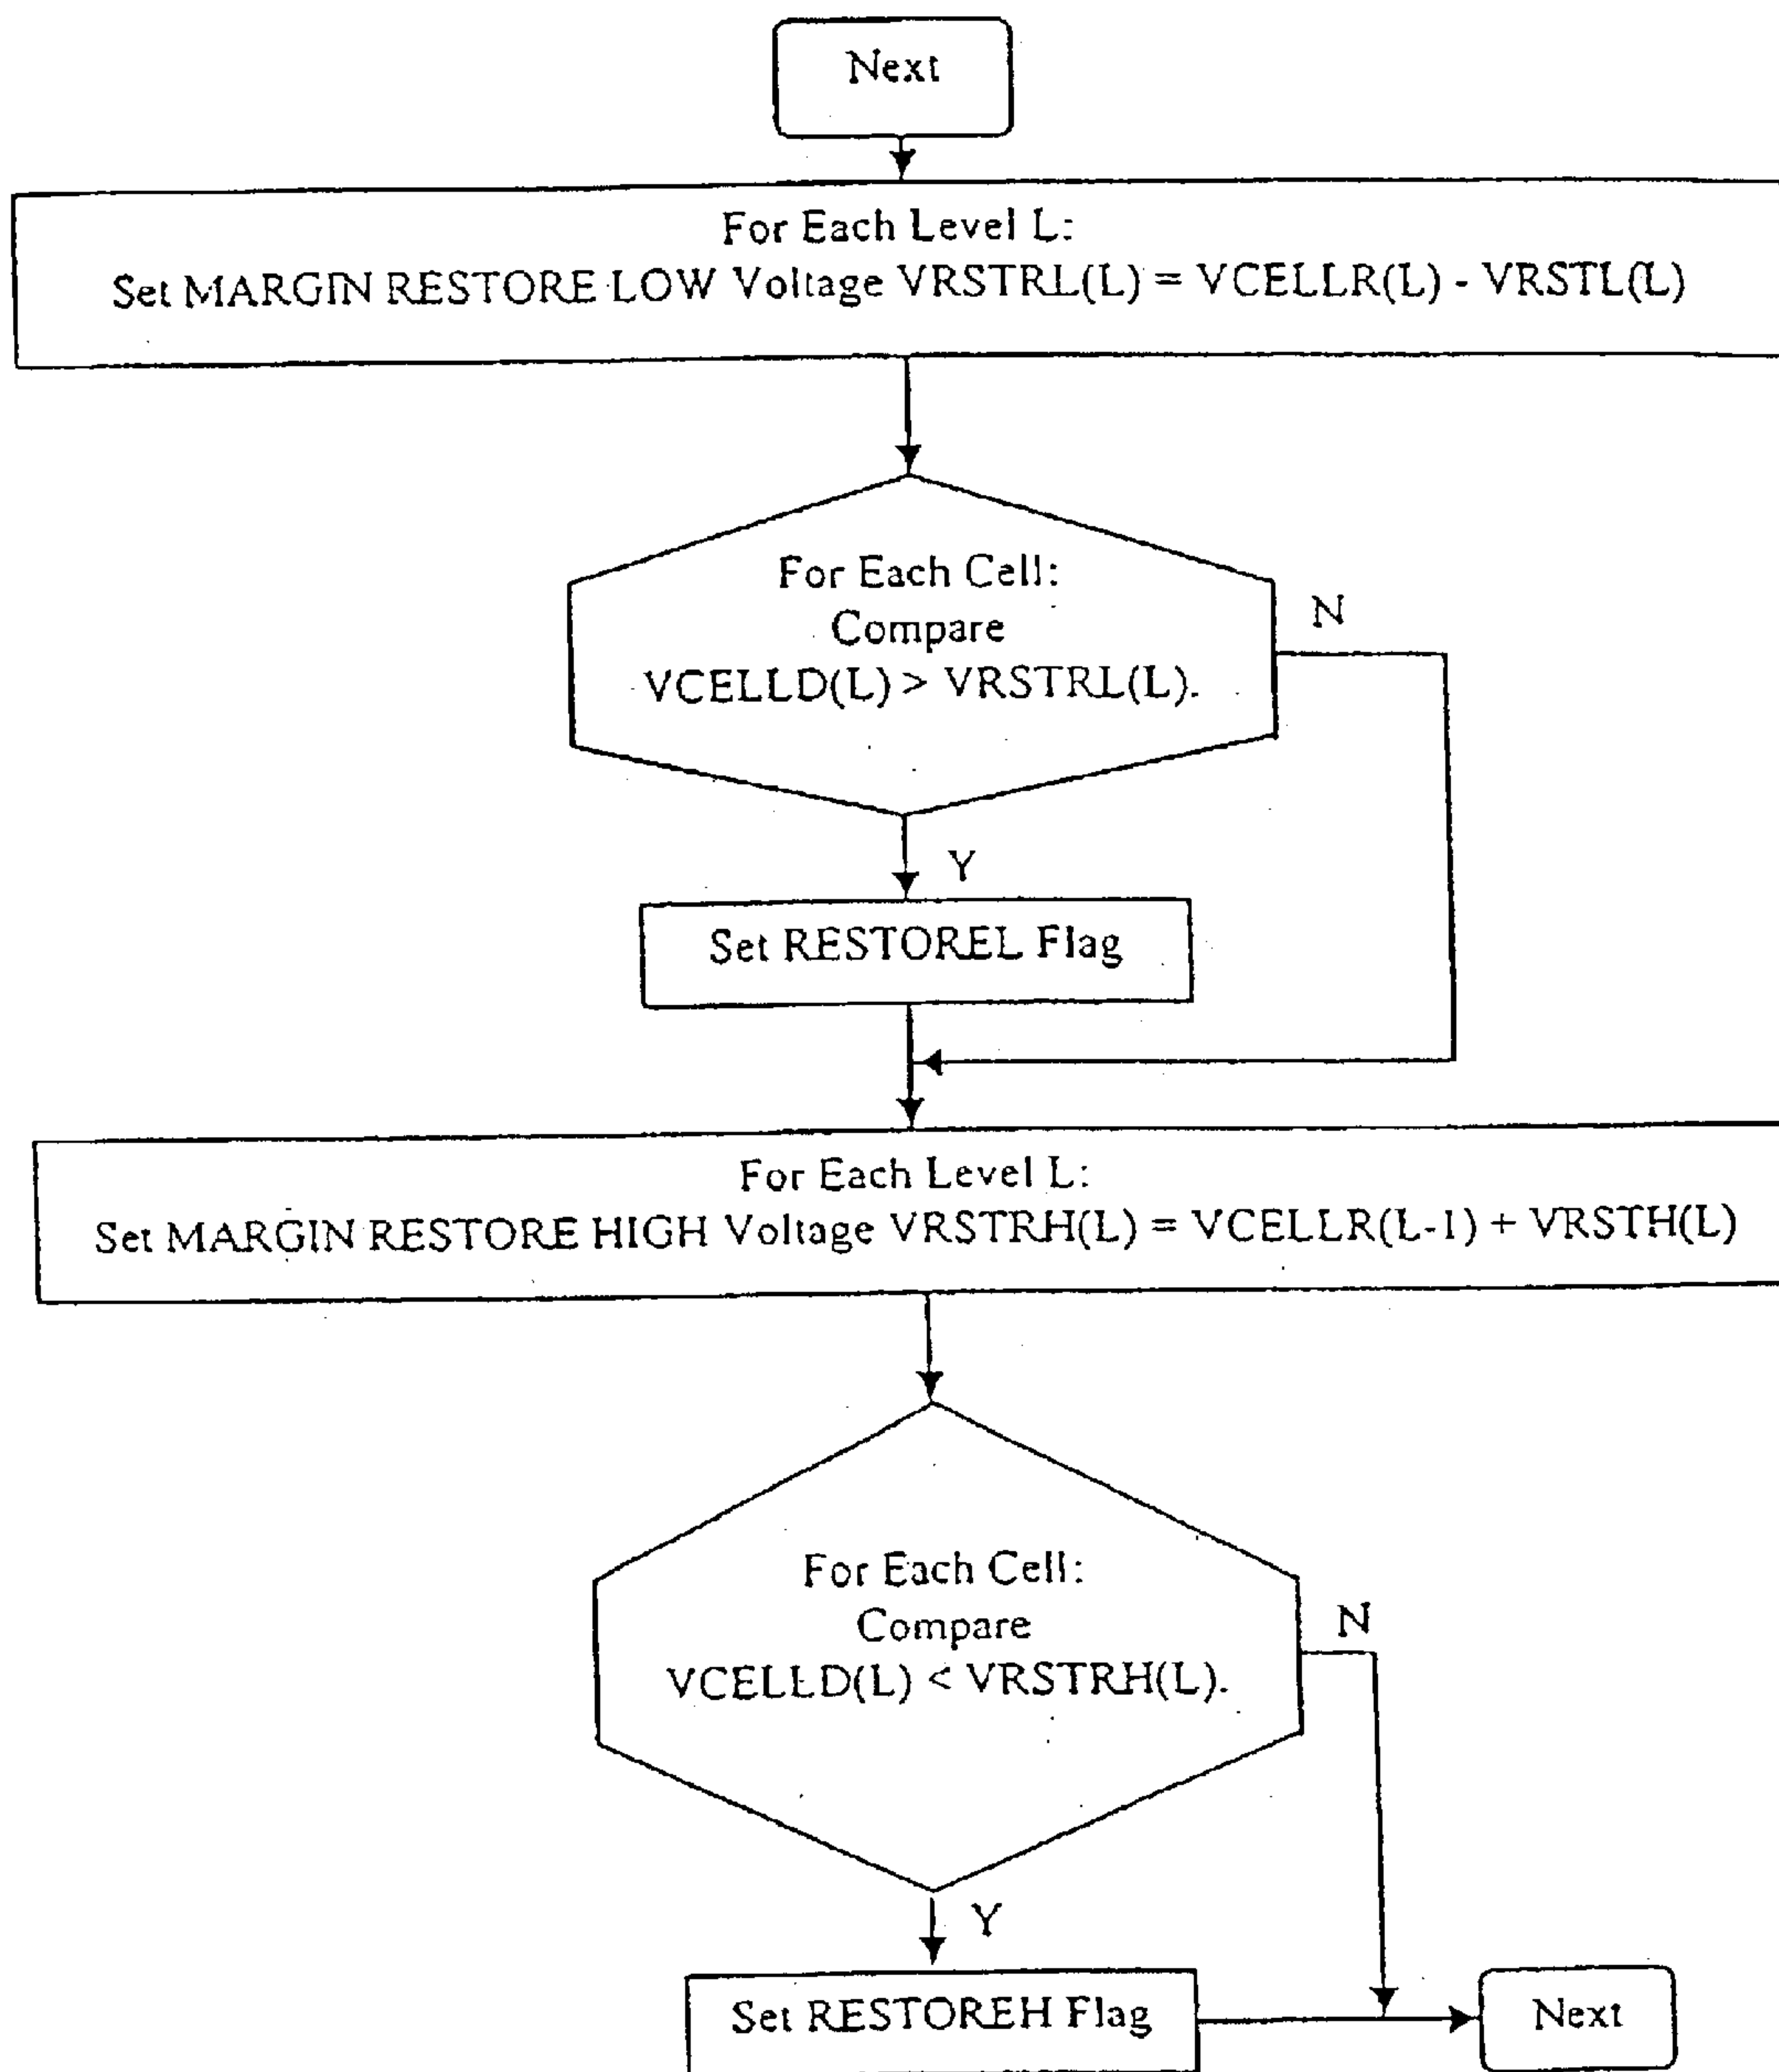 Next
For Each Level L:
Set MARGIN RESTORE LOW Voltage VRSTRL(L) = VCELLR(L) - VRSTL(L)
For Each Cell:
Compare
VCELLD(L) > VRSTRL(L).
N
Y
Set RESTOREL Flag
For Each Level L:
Set MARGIN RESTORE HIGH Voltage VRSTRH(L) = VCELLR(L-1) + VRSTH(L)
For Each Cell:
Compare
VCELLD(L) < VRSTRH(L).
N
Y
Set RESTOREH Flag
Next